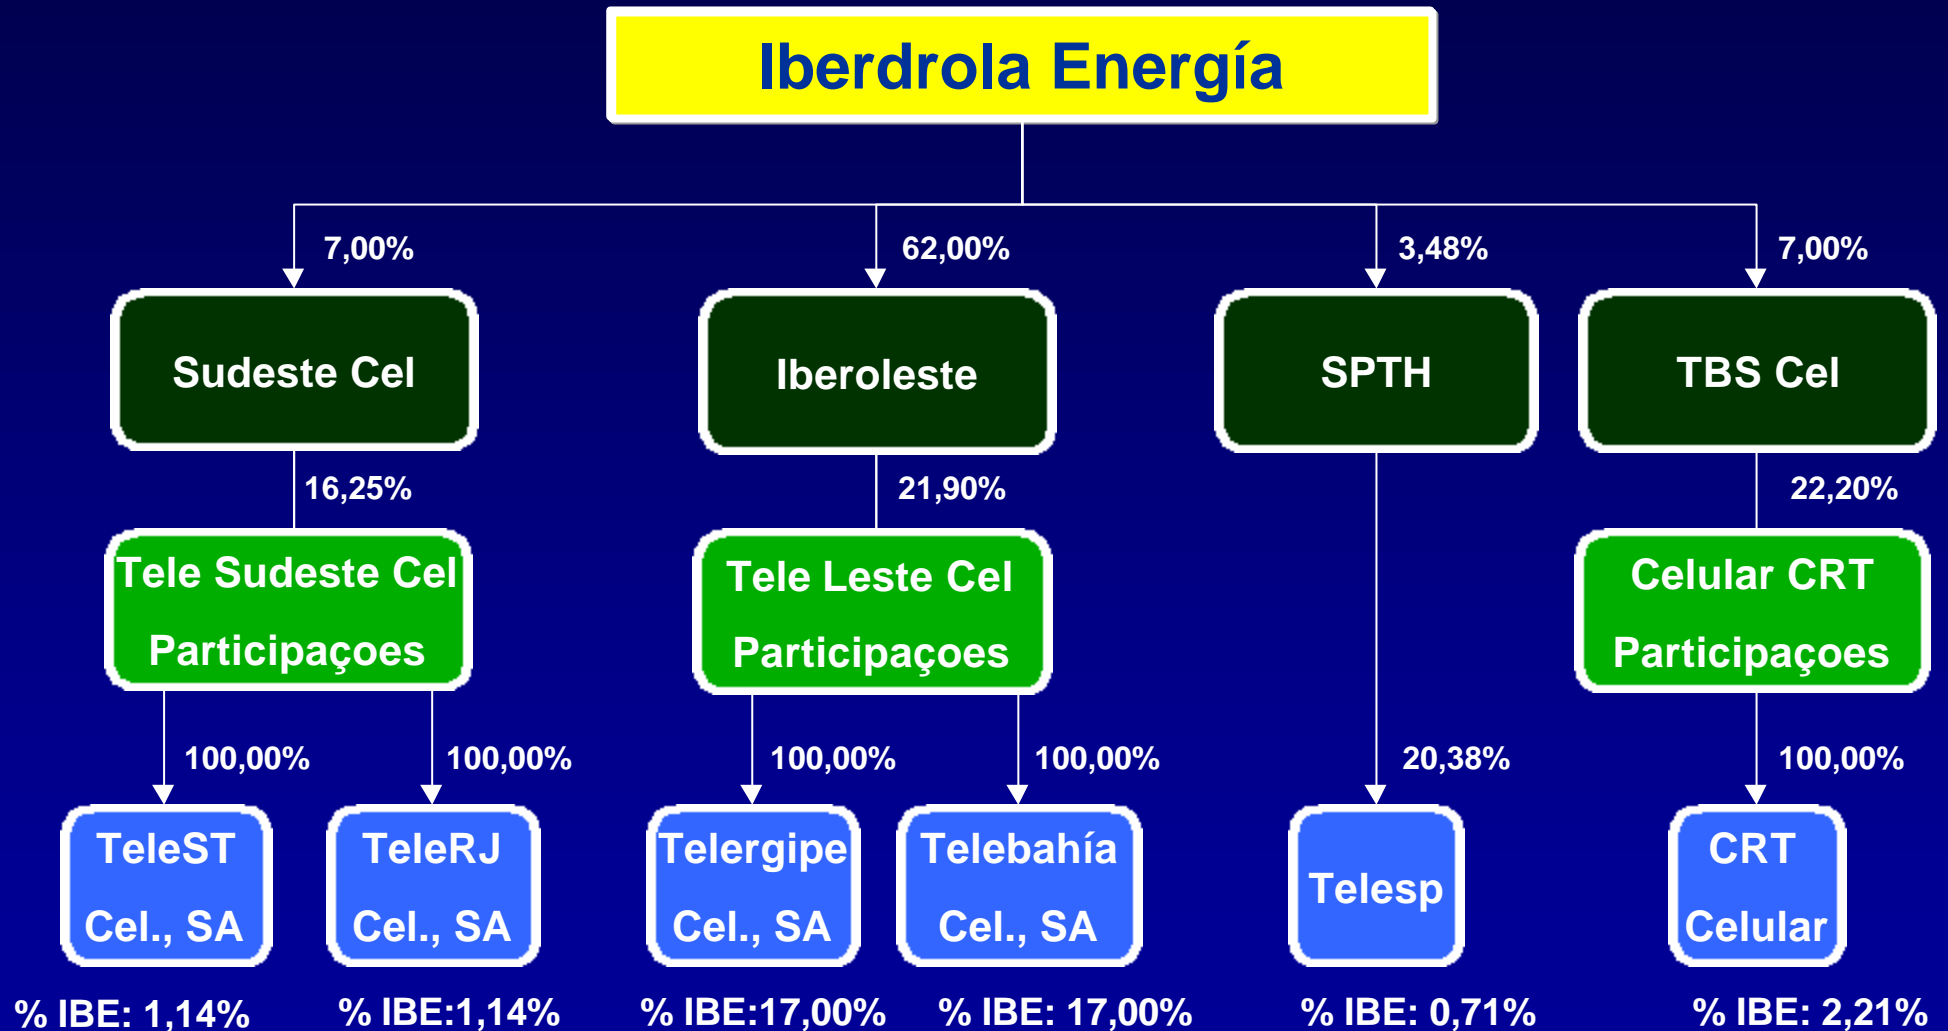 Iberdrola Energía
7,00%
62,00%
3,48%
7,00%
Sudeste Cel
Iberoleste
SPTH
TBS Cel
16,25%
21,90%
22,20%
Tele Sudeste Cel
Participaçoes
Tele Leste Cel
Participaçoes
Celular CRT
Participaçoes
100,00%
100,00%
100,00%
100,00%
20,38%
100,00%
TeleST
Cel., SA
TeleRJ
Cel., SA
Telergipe
Cel., SA
Telebahía
Cel., SA
Telesp
CRT
Celular
% IBE: 1,14%
% IBE:1,14%
% IBE:17,00%
% IBE: 17,00%
% IBE: 0,71%
% IBE: 2,21%